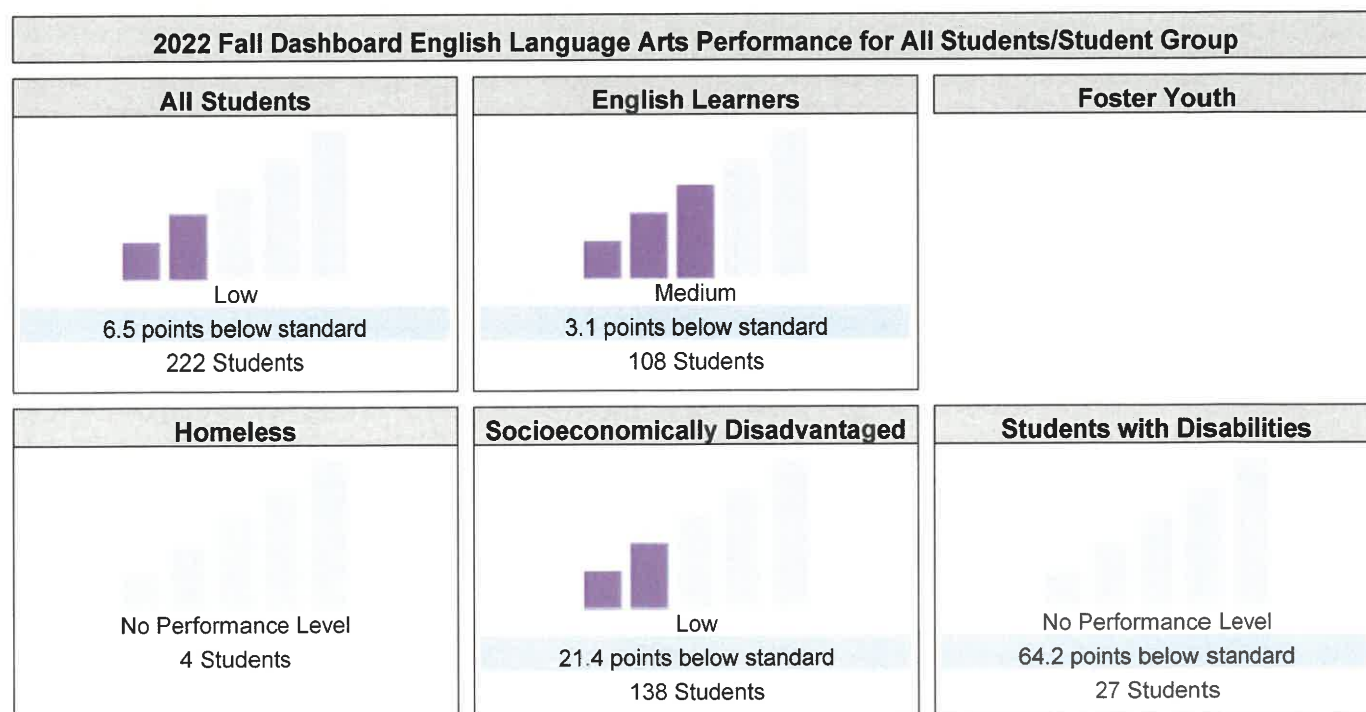 2022 Fall Dashboard English Language Arts Performance for All Students/Student Group
All Students
Low
6.5 points below standard
222 Students
English Learners
Medium
3.1 points below standard
108 Students
Foster Youth
Homeless
No Performance Level
4 Students
Socioeconomically Disadvantaged
Low
21.4 points below standard
138 Students
Students with Disabilities
No Performance Level
64.2 points below standard
27 Students